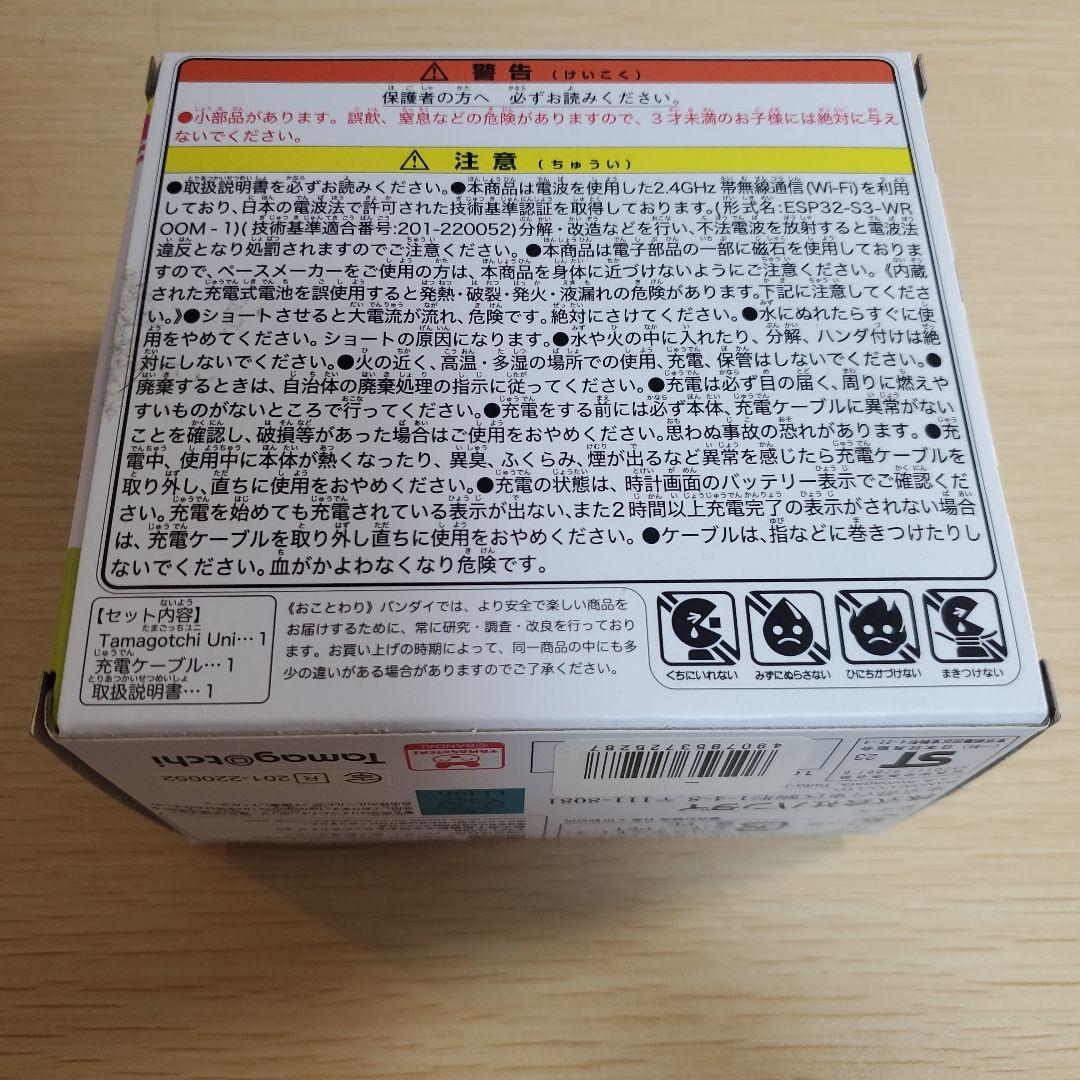 警告(けいこく)
保護者の方へ 必ずお読みください。
●小部品があります。誤飲、窒息などの危険がありますので、3才未満のお子様には絶対に与え
ないでください。
注意(ちゅうい)
●取扱説明書を必ずお読みください。●本商品は電波を使用した2.4GHz 帯無線通信(Wi-Fi)を利用
しており、日本の電波法で許可された技術基準認証を取得しております。(形式名:ESP32-S3-WR
OOM-1)(技術基準適合番号:201-220052)分解・改造などを行い、不法電波を放射すると電波法
違反となり処罰されますのでご注意ください。●本商品は電子部品の一部に磁石を使用しておりま
すので、ペースメーカーをご使用の方は、本商品を身体に近づけないようにご注意ください。《内蔵
された充電式電池を誤使用すると発熱・破裂・発火・液漏れの危険があります。下記に注意してくださ
い。》●ショートさせると大電流が流れ、危険です。絶対にさけてください。●水にぬれたらすぐに使
用をやめてください。ショートの原因になります。●水や火の中に入れたり、分解、ハンダ付けは絶
対にしないでください。●火の近く、高温・多湿の場所での使用、充電、保管はしないでください。●
廃棄するときは、自治体の廃棄処理の指示に従ってください。●充電は必ず目の届く、周りに燃えや
すいものがないところで行ってください。●充電をする前には必ず本体、充電ケーブルに異常がない
ことを確認し、破損等があった場合はご使用をおやめください。思わぬ事故の恐れがあります。●充
電中、使用中に本体が熱くなったり、異臭、ふくらみ、煙が出るなど異常を感じたら充電ケーブルを
取り外し、直ちに使用をおやめください。●充電の状態は、時計画面のバッテリー表示でご確認くだ
さい。充電を始めても充電されている表示が出ない、また2時間以上充電完了の表示がされない場合
は、充電ケーブルを取り外し直ちに使用をおやめください。●ケーブルは、指などに巻きつけたりし
ないでください。血がかよわなくなり危険です。
【セット内容】
Tamagotchi Uni…1
充電ケーブル…1
取扱説明書…1
《おことわり》バンダイでは、より安全で楽しい商品を
お届けするために、常に研究・調査・改良を行っており
ます。お買い上げの時期によって、同一商品の中にも多
少の違いがある場合がありますのでご了承ください。
くちにいれない
みずにぬらさない
ひにちかづけない
まきつけない
Tamagotchi
TAMAGOTCHI
©BANDAI
R 201-220052
Li-ion
4907953725287
ST
23
株式会社バンダイ
〒111-8081